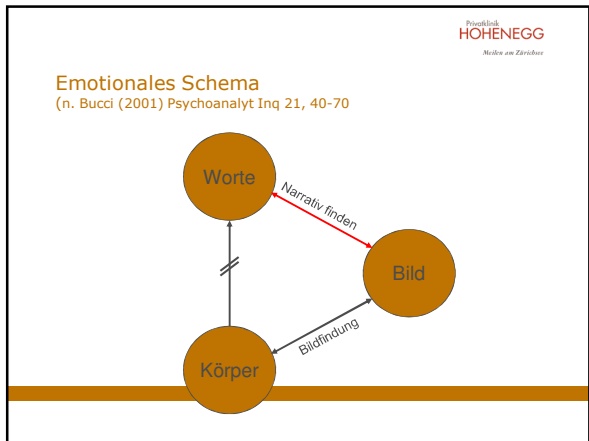 Privatklinik
HOHENEGG
Meilen am Zürichsee
Emotionales Schema
(n. Bucci (2001) Psychoanalyt Inq 21, 40-70
Worte
Narrativ finden
Bild
Bildfindung
Körper